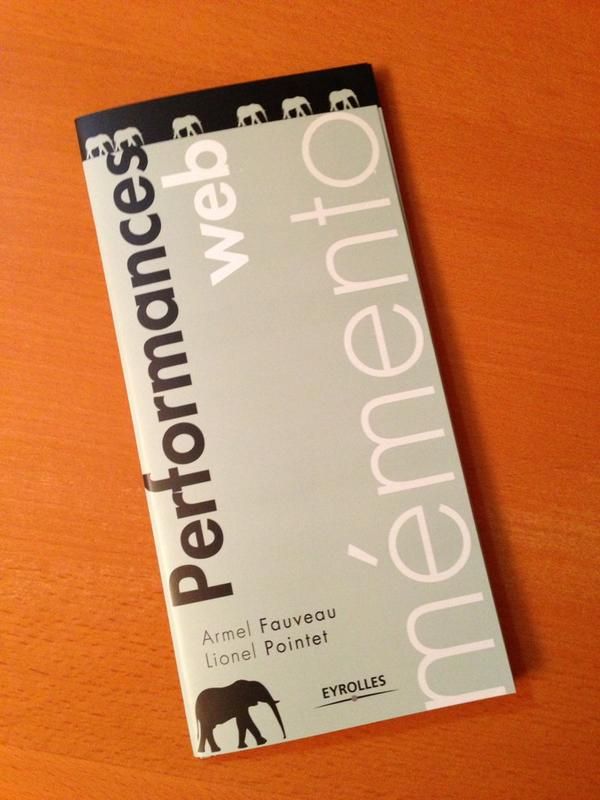 Performances
web
mémento
Armel Fauveau
Lionel Pointet
EYROLLES